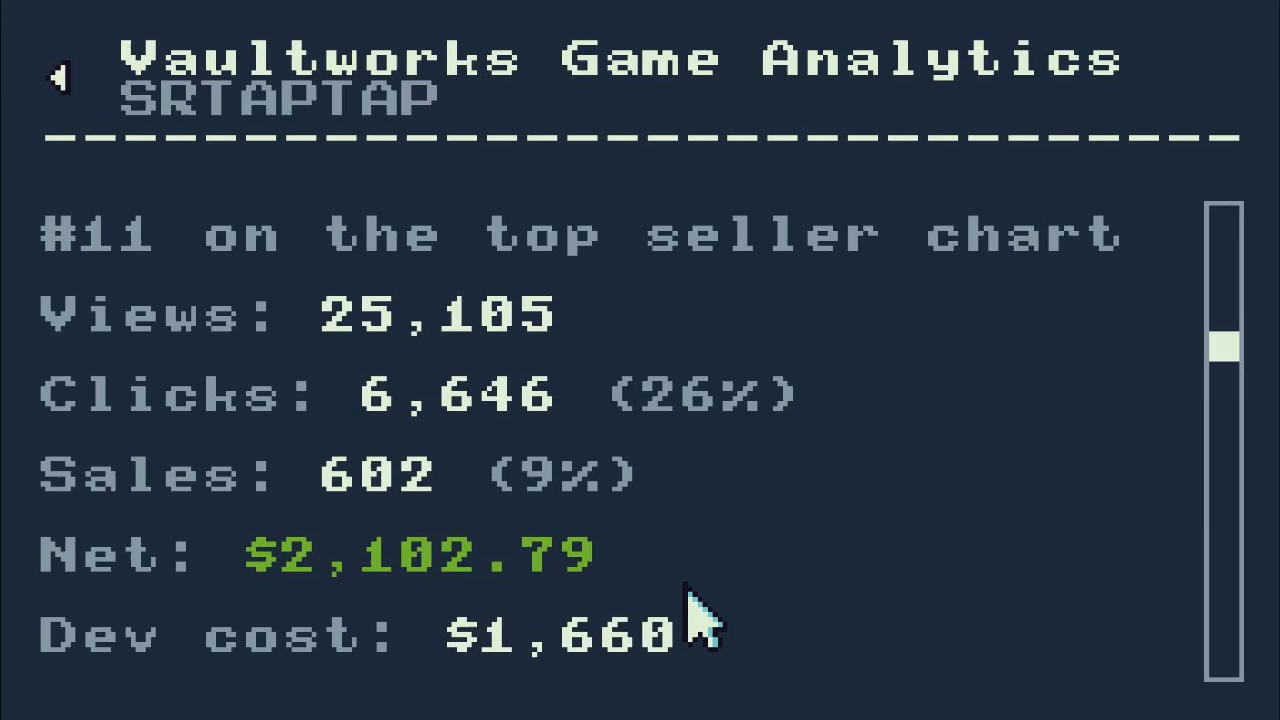 Vaultworks Game Analytics
SRTAPTAP
#11 on the top seller chart
Views: 25,105
Clicks: 6,646 (26%)
Sales: 602 (9%)
Net: $2,102.79
Dev cost: $1,660